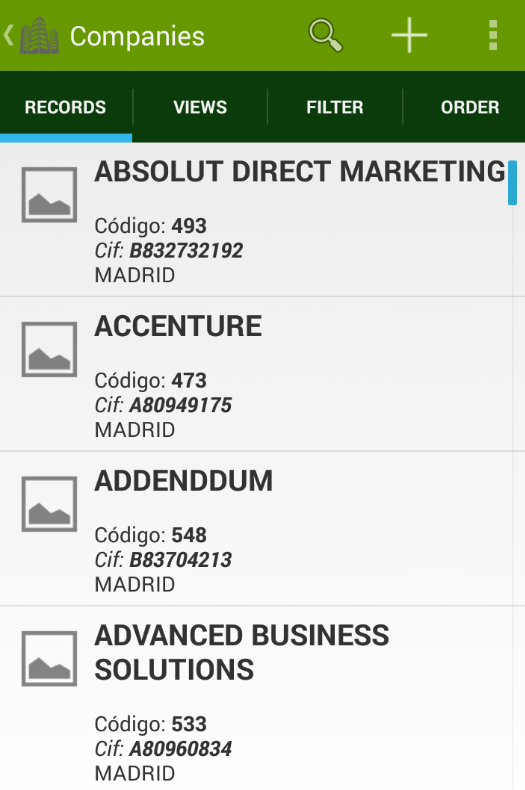 Companies
RECORDS VIEWS FILTER ORDER
ABSOLUT DIRECT MARKETING
Código: 493
Cif: B832732192
MADRID
ACCENTURE
Código: 473
Cif: A80949175
MADRID
ADDENDDUM
Código: 548
Cif: B83704213
MADRID
ADVANCED BUSINESS
SOLUTIONS
Código: 533
Cif: A80960834
MADRID